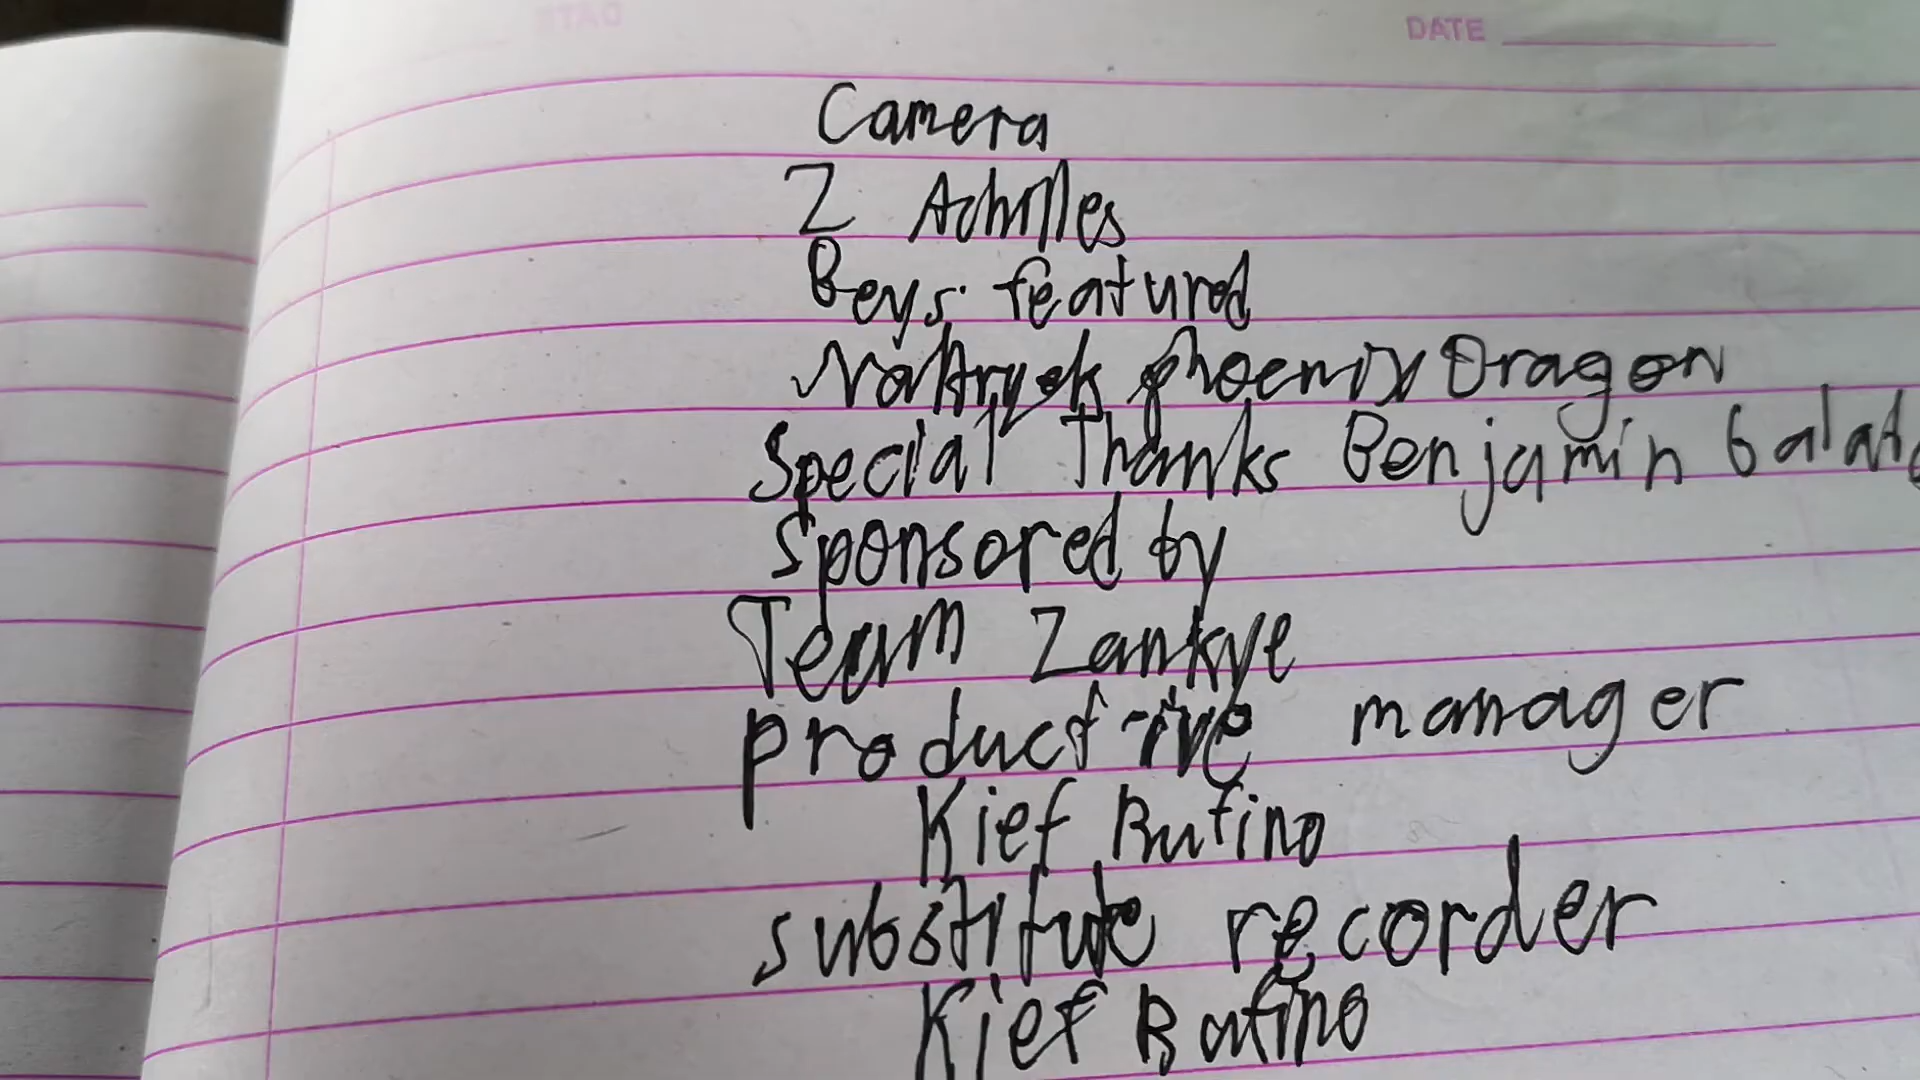 DATE
Camera
Z Achilles
Beys featured
Phoenix Dragon
Special Thanks Benjamin
Sponsored by
Team Zankye
productive manager
Kief Rufino
substitute recorder
Kief Rufino